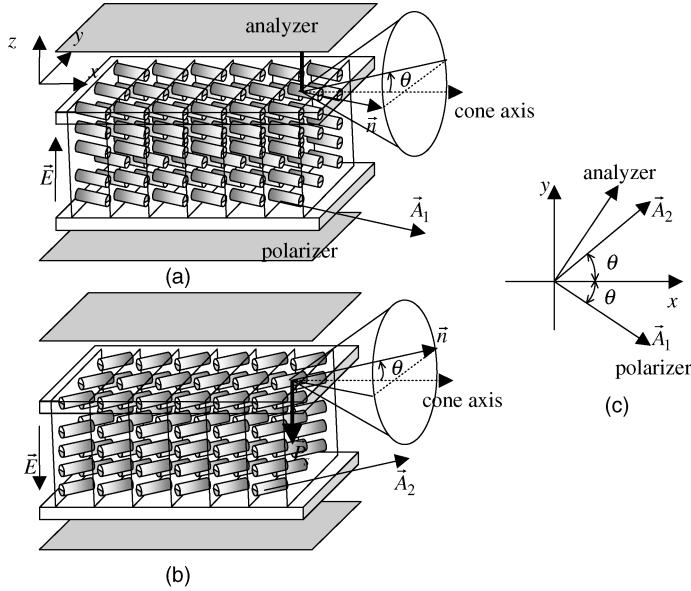 analyzer
z
y
x
θ
cone axis
n
E
A1
polarizer
(a)
n
θ
cone axis
E
P
A2
(b)
y
analyzer
A2
θ
θ
x
A1
polarizer
(c)